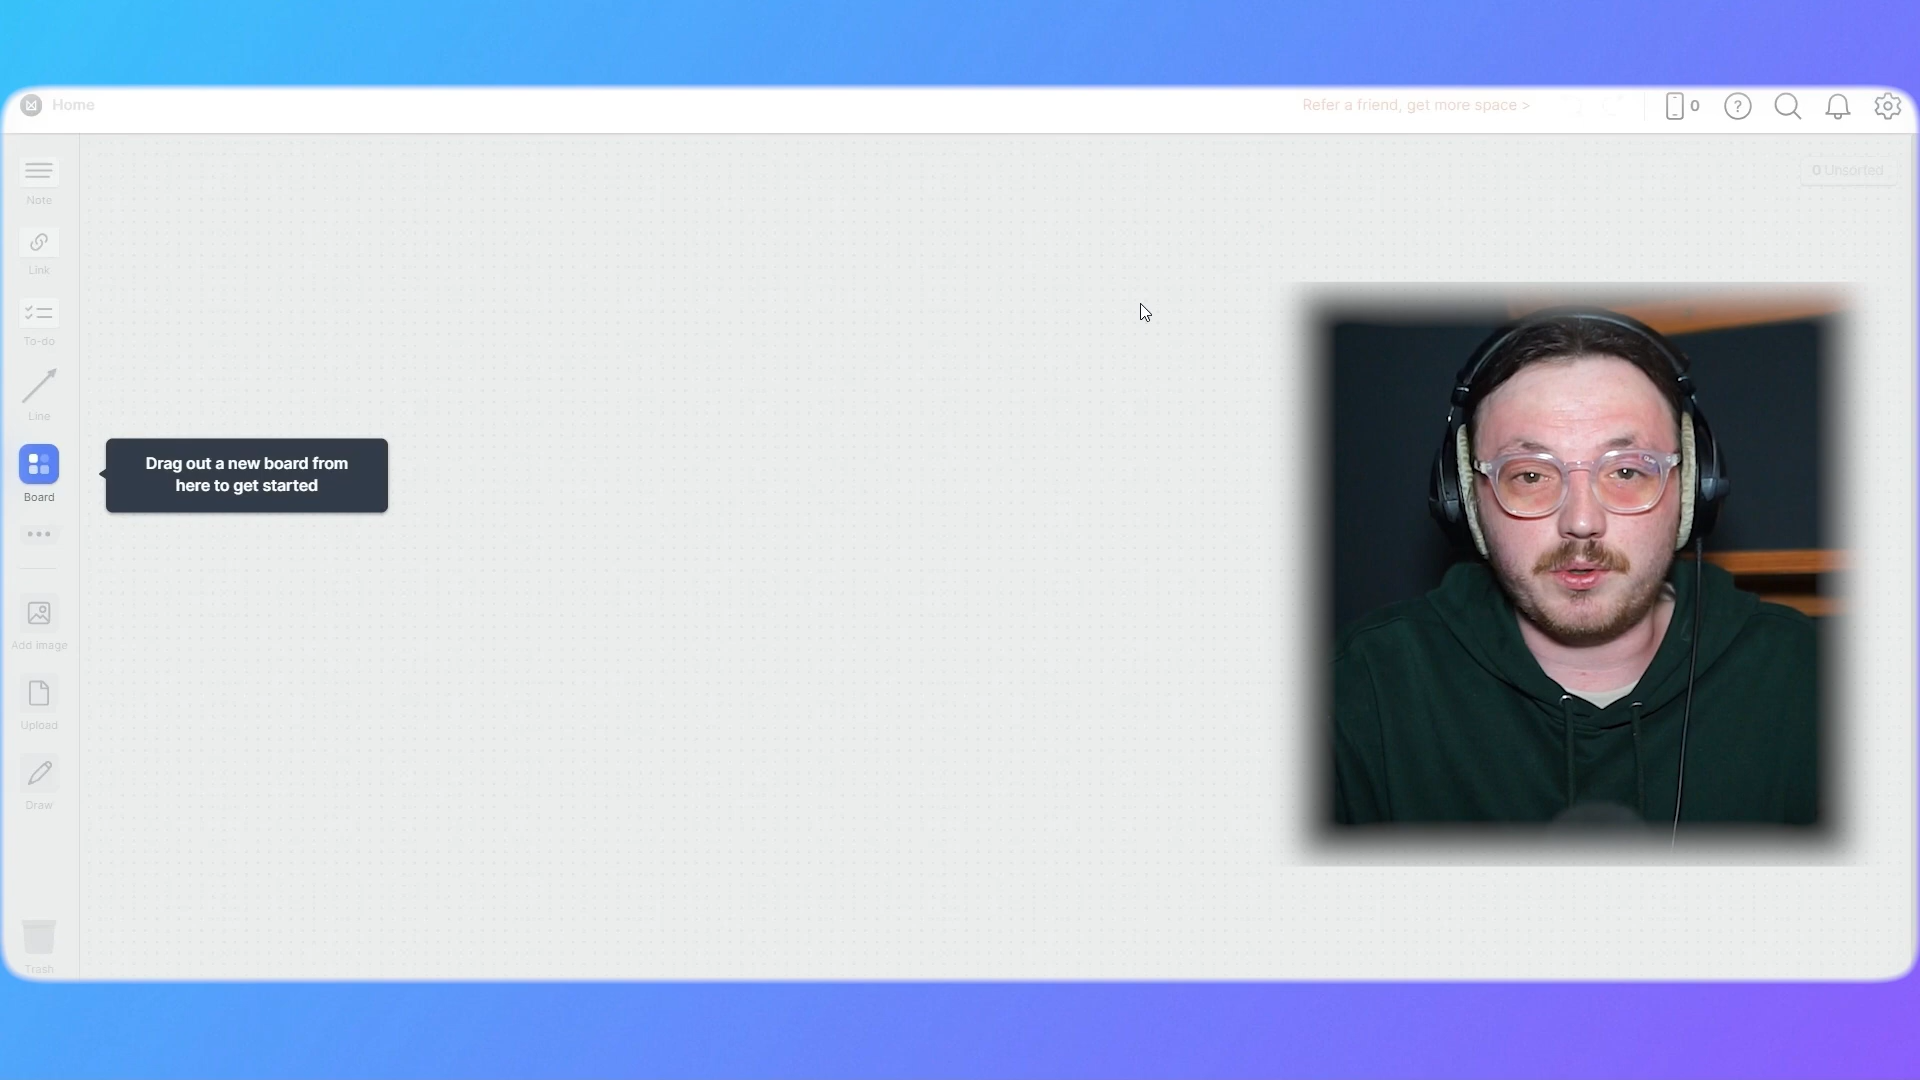 Home
Refer a friend, get more space >
0
?
0 Unsorted
Note
Link
To-do
Line
Drag out a new board from
here to get started
Board
Add image
Upload
Draw
Trash